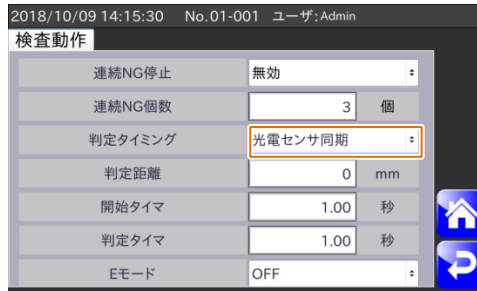 2018/10/09 14:15:30 No.01-001 ユーザ:Admin
検査動作
連続NG停止 無効
連続NG個数 3 個
判定タイミング 光電センサ同期
判定距離 0 mm
開始タイマ 1.00 秒
判定タイマ 1.00 秒
Eモード OFF